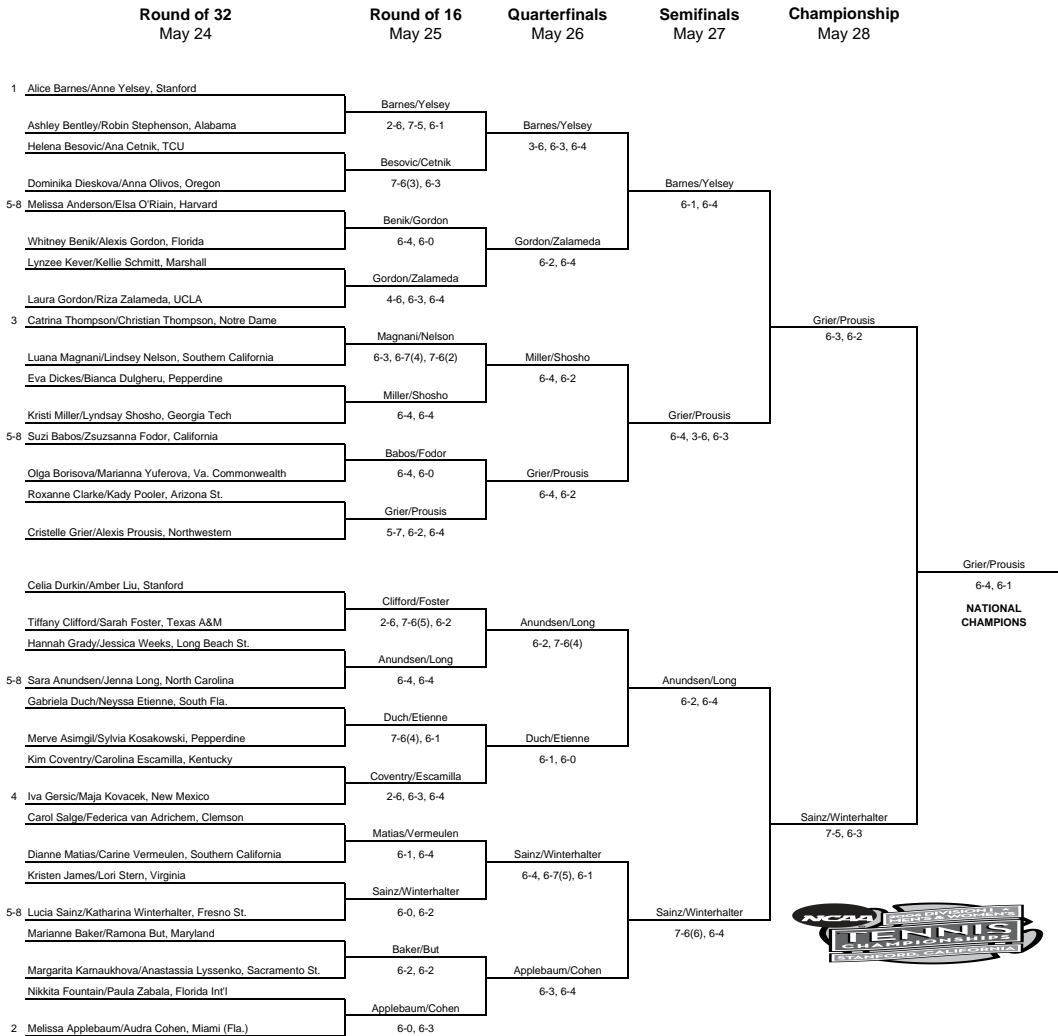 Round of 32 Round of 16 Quarterfinals Semifinals Championship
May 24 May 25 May 26 May 27 May 28
1 Alice Barnes/Anne Yelsey, Stanford
Barnes/Yelsey
Ashley Bentley/Robin Stephenson, Alabama 2-6, 7-5, 6-1 Barnes/Yelsey
Helena Besovic/Ana Cetnik, TCU 3-6, 6-3, 6-4
Besovic/Cetnik
Dominika Dieskova/Anna Olivos, Oregon 7-6(3), 6-3 Barnes/Yelsey
5-8 Melissa Anderson/Elsa O'Riain, Harvard 6-1, 6-4
Benik/Gordon
Whitney Benik/Alexis Gordon, Florida 6-4, 6-0 Gordon/Zalameda
Lynzee Kever/Kellie Schmitt, Marshall 6-2, 6-4
Gordon/Zalameda
Laura Gordon/Riza Zalameda, UCLA 4-6, 6-3, 6-4
3 Catrina Thompson/Christian Thompson, Notre Dame Grier/Prousis
Magnani/Nelson 6-3, 6-2
Luana Magnani/Lindsey Nelson, Southern California 6-3, 6-7(4), 7-6(2) Miller/Shosho
Eva Dickes/Bianca Dulgheru, Pepperdine 6-4, 6-2
Miller/Shosho
Kristi Miller/Lyndsay Shosho, Georgia Tech 6-4, 6-4 Grier/Prousis
5-8 Suzi Babos/Zsuzsanna Fodor, California 6-4, 3-6, 6-3
Babos/Fodor
Olga Borisova/Marianna Yuferova, Va. Commonwealth 6-4, 6-0 Grier/Prousis
Roxanne Clarke/Kady Pooler, Arizona St. 6-4, 6-2
Grier/Prousis
Cristelle Grier/Alexis Prousis, Northwestern 5-7, 6-2, 6-4
Grier/Prousis
Celia Durkin/Amber Liu, Stanford 6-4, 6-1
Clifford/Foster NATIONAL
Tiffany Clifford/Sarah Foster, Texas A&M 2-6, 7-6(5), 6-2 Anundsen/Long CHAMPIONS
Hannah Grady/Jessica Weeks, Long Beach St. 6-2, 7-6(4)
Anundsen/Long
5-8 Sara Anundsen/Jenna Long, North Carolina 6-4, 6-4 Anundsen/Long
Gabriela Duch/Neyssa Etienne, South Fla. 6-2, 6-4
Duch/Etienne
Merve Asimgil/Sylvia Kosakowski, Pepperdine 7-6(4), 6-1 Duch/Etienne
Kim Coventry/Carolina Escamilla, Kentucky 6-1, 6-0
Coventry/Escamilla
4 Iva Gersic/Maja Kovacek, New Mexico 2-6, 6-3, 6-4
Carol Salge/Federica van Adrichem, Clemson Sainz/Winterhalter
Matias/Vermeulen 7-5, 6-3
Dianne Matias/Carine Vermeulen, Southern California 6-1, 6-4 Sainz/Winterhalter
Kristen James/Lori Stern, Virginia 6-4, 6-7(5), 6-1
Sainz/Winterhalter
5-8 Lucia Sainz/Katharina Winterhalter, Fresno St. 6-0, 6-2 Sainz/Winterhalter
Marianne Baker/Ramona But, Maryland 7-6(6), 6-4
Baker/But
Margarita Karnaukhova/Anastassia Lyssenko, Sacramento St. 6-2, 6-2 Applebaum/Cohen
Nikkita Fountain/Paula Zabala, Florida Int'l 6-3, 6-4
Applebaum/Cohen
2 Melissa Applebaum/Audra Cohen, Miami (Fla.) 6-0, 6-3
NCAA
DIVISION I
MEN'S & WOMEN'S
TENNIS
CHAMPIONSHIPS
STANFORD, CALIFORNIA